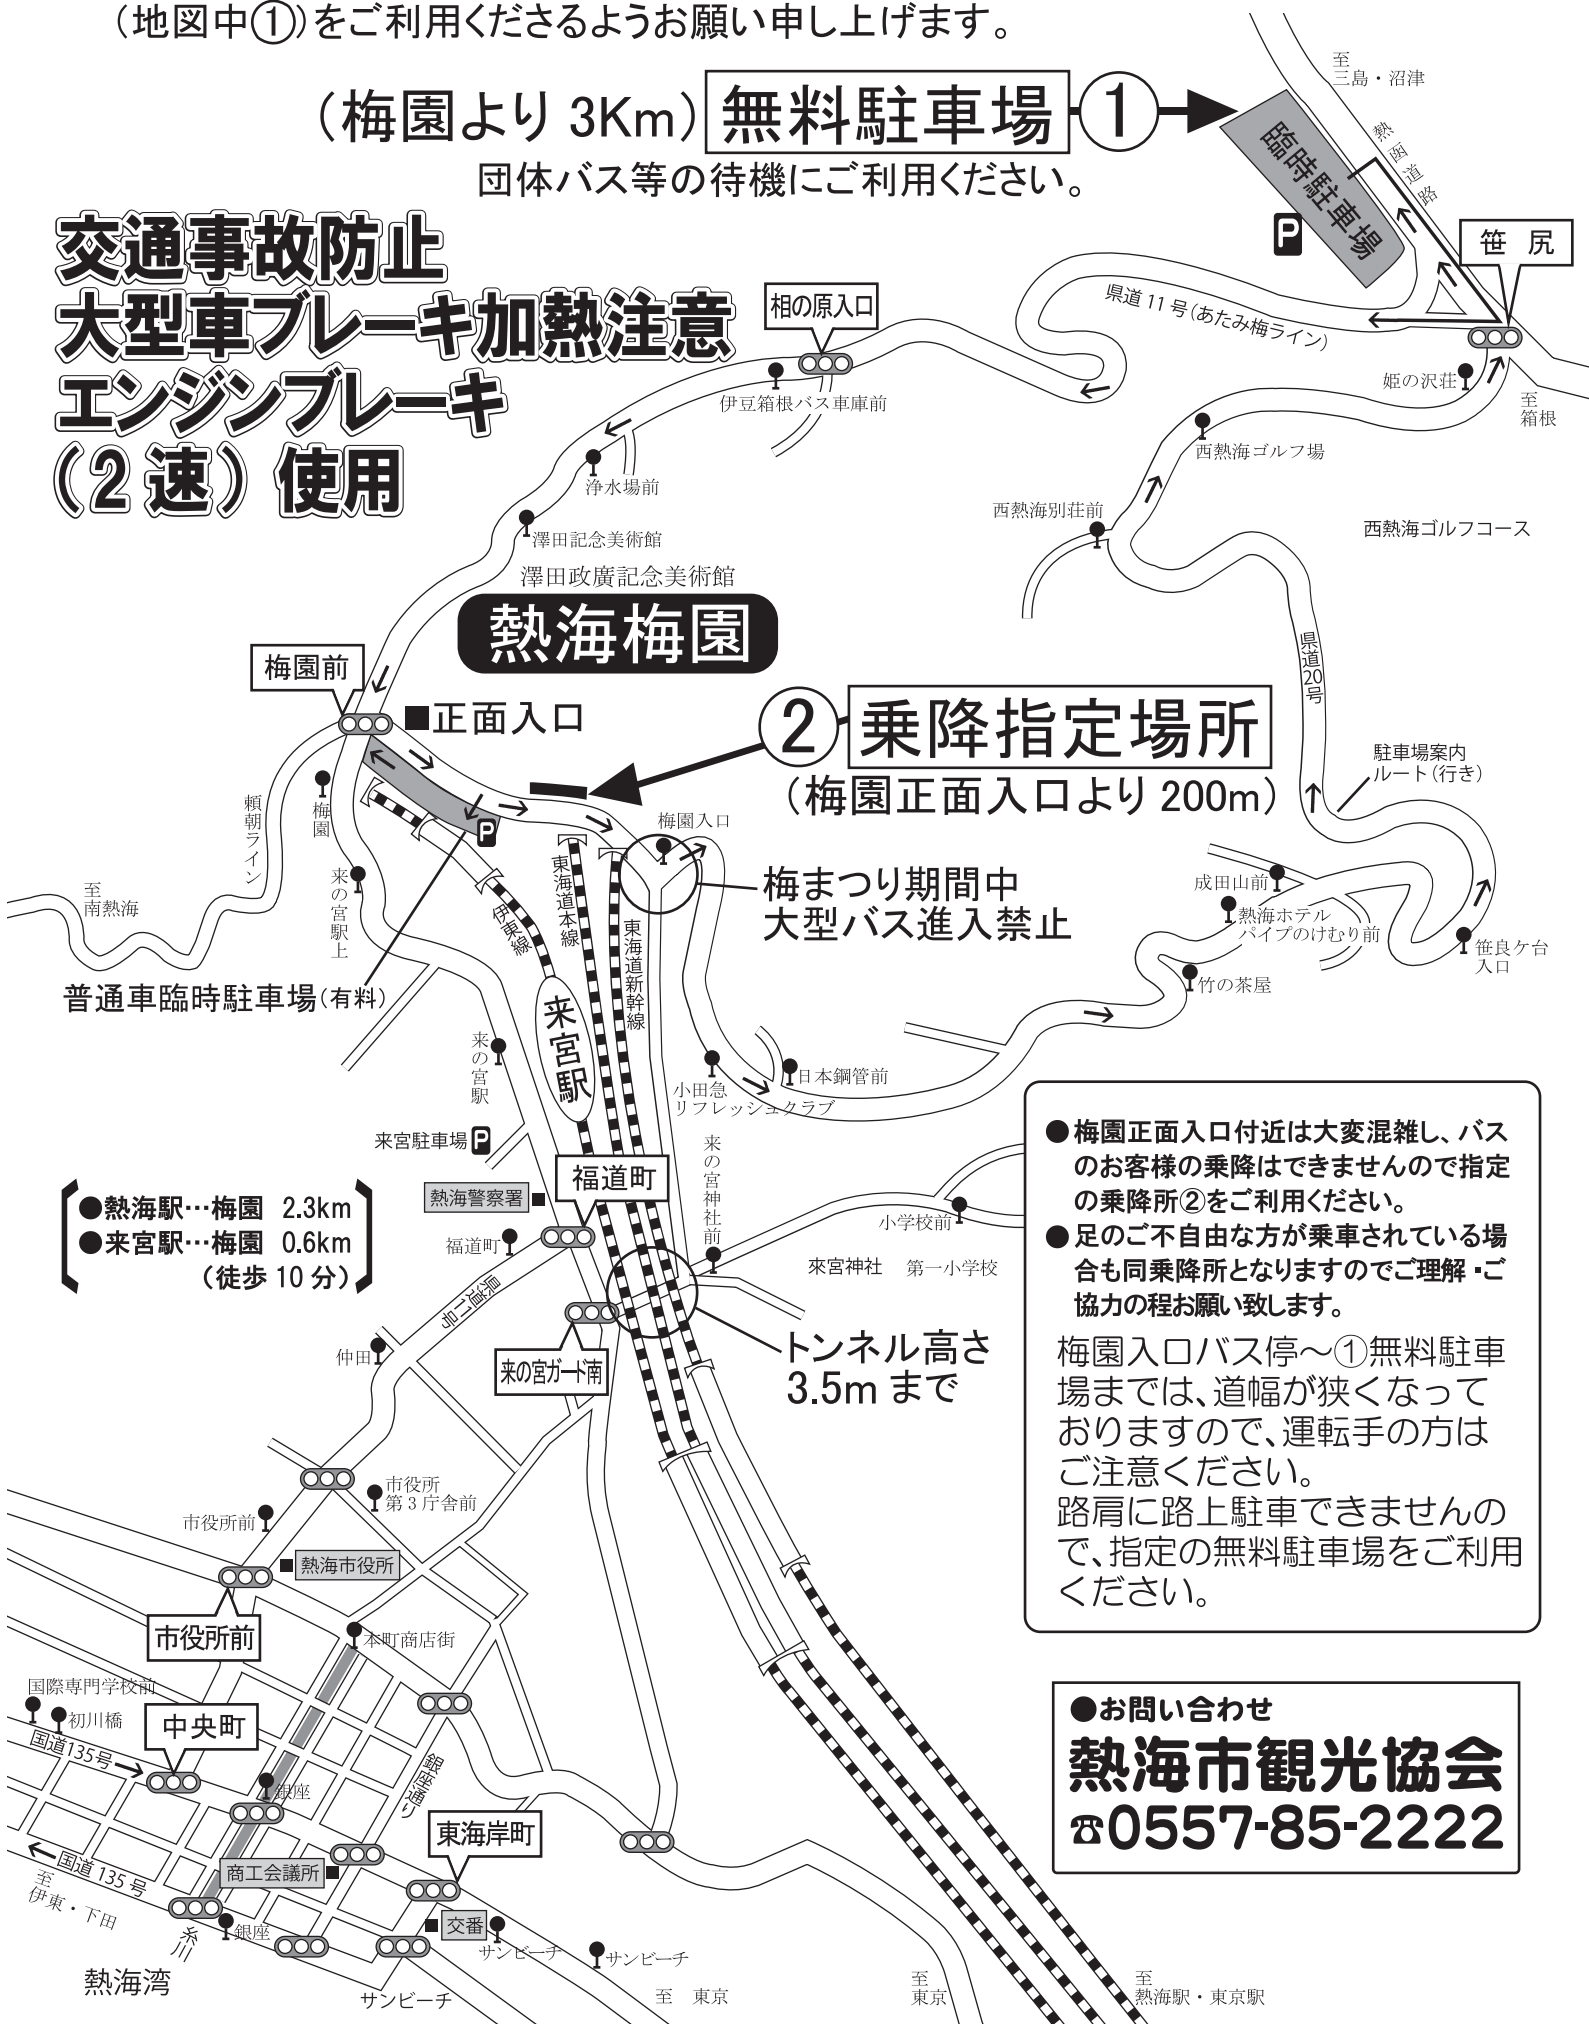 (地図中①)をご利用くださるようお願い申し上げます。
(梅園より 3Km) 無料駐車場 ①
団体バス等の待機にご利用ください。
至
三島・沼津
熱函道路
臨時駐車場
P
笹 尻
交通事故防止
大型車ブレーキ加熱注意
エンジンブレーキ
(2速) 使用
相の原入口
県道11号(あたみ梅ライン)
伊豆箱根バス車庫前
姫の沢荘
至
箱根
西熱海ゴルフ場
浄水場前
西熱海別荘前
西熱海ゴルフコース
澤田記念美術館
澤田政廣記念美術館
熱海梅園
梅園前
■正面入口
② 乗降指定場所
(梅園正面入口より 200m)
県道20号
駐車場案内
ルート(行き)
梅園
頼朝ライン
P
梅園入口
東海道本線
伊東線
東海道新幹線
梅まつり期間中
大型バス進入禁止
至
南熱海
来の宮駅上
成田山前
熱海ホテル
パイプのけむり前
笹良ケ台
入口
竹の茶屋
普通車臨時駐車場(有料)
来宮駅
来の宮駅
小田急
リフレッシュクラブ
日本鋼管前
来宮駐車場 P
来の宮神社前
福道町
熱海警察署
●熱海駅…梅園 2.3km
●来宮駅…梅園 0.6km
(徒歩10分)
福道町
小学校前
來宮神社 第一小学校
県道11号
来の宮ガード南
トンネル高さ
3.5m まで
仲田
●梅園正面入口付近は大変混雑し、バス
のお客様の乗降はできませんので指定
の乗降所②をご利用ください。
●足のご不自由な方が乗車されている場
合も同乗降所となりますのでご理解・ご
協力の程お願い致します。
梅園入口バス停～①無料駐車
場までは、道幅が狭くなって
おりますので、運転手の方は
ご注意ください。
路肩に路上駐車できませんの
で、指定の無料駐車場をご利用
ください。
市役所
第3庁舎前
市役所前
熱海市役所
市役所前
本町商店街
国際専門学校前
初川橋
中央町
国道135号
銀座
銀座通り
東海岸町
商工会議所
国道135号
至
伊東・下田
糸川
銀座
交番
サンビーチ
サンビーチ
熱海湾
サンビーチ
至 東京
至
東京
至
熱海駅・東京駅
●お問い合わせ
熱海市観光協会
☎0557-85-2222